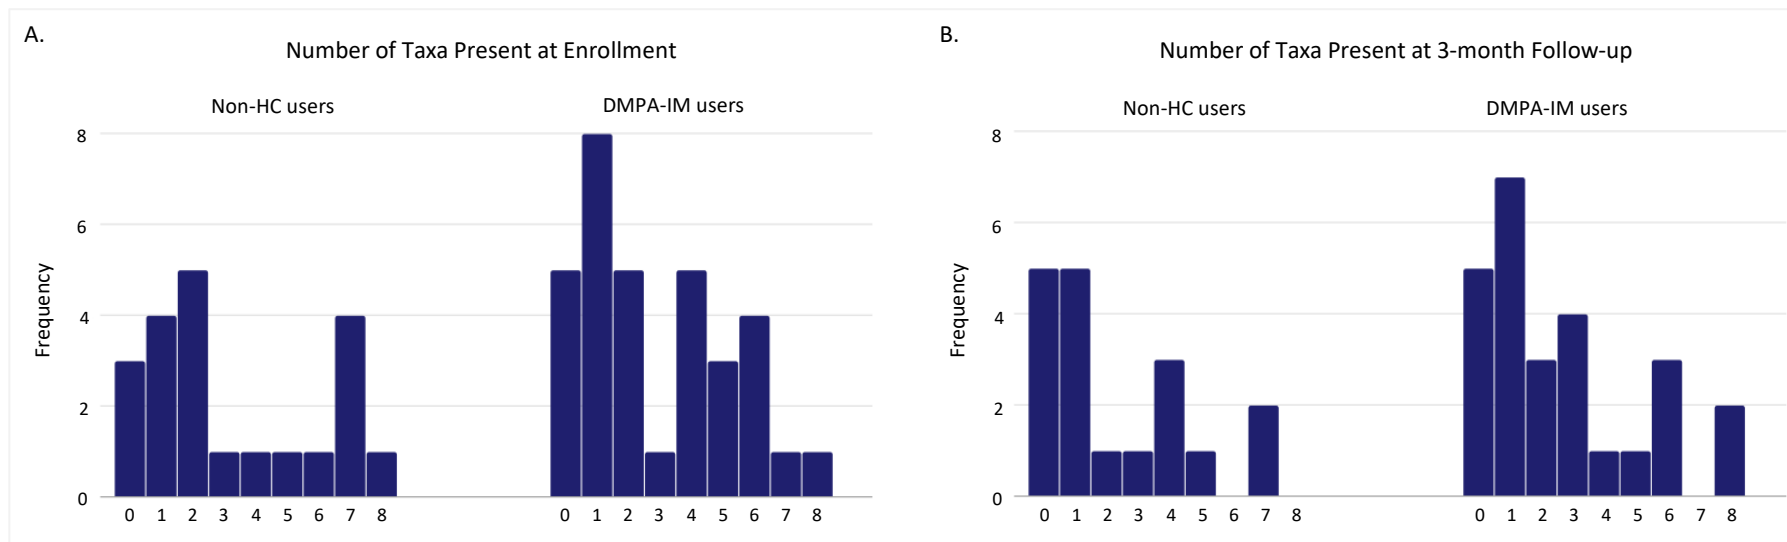 A.
Number of Taxa Present at Enrollment
Non-HC users
DMPA-IM users
Frequency
8
6
4
2
0
0 1 2 3 4 5 6 7 8
0 1 2 3 4 5 6 7 8
B.
Number of Taxa Present at 3-month Follow-up
Non-HC users
DMPA-IM users
Frequency
8
6
4
2
0
0 1 2 3 4 5 6 7 8
0 1 2 3 4 5 6 7 8